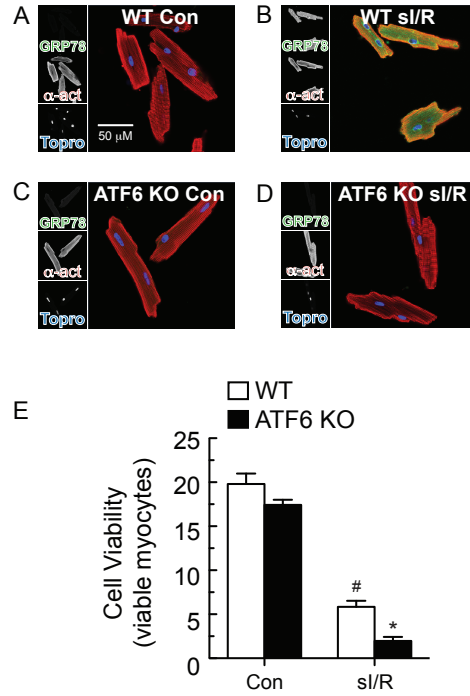 A
WT Con
GRP78
α-act
Topro
50 μM
B
WT sI/R
GRP78
α-act
Topro
C
ATF6 KO Con
GRP78
α-act
Topro
D
ATF6 KO sI/R
GRP78
α-act
Topro
E
WT
ATF6 KO
Cell Viability
(viable myocytes)
25
20
15
10
5
0
#
*
Con
sI/R